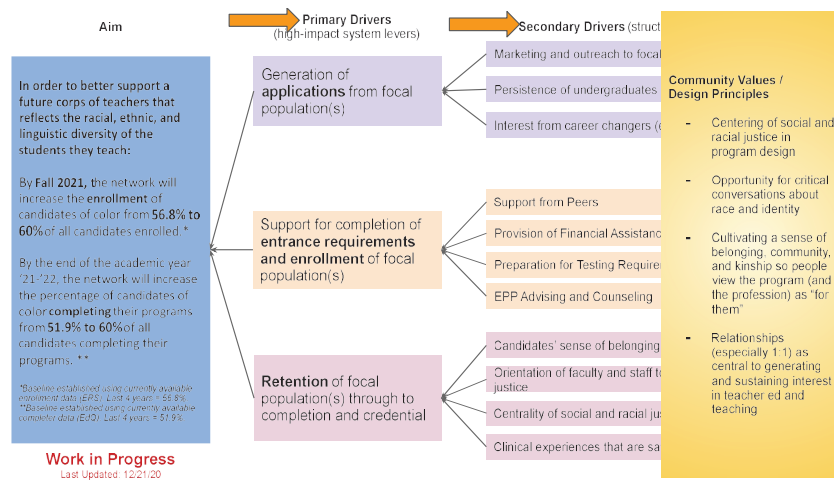 Aim
Primary Drivers
(high-impact system levers)
Secondary Drivers (struct
In order to better support a
future corps of teachers that
reflects the racial, ethnic, and
linguistic diversity of the
students they teach:
By Fall 2021, the network will
increase the enrollment of
candidates of color from 56.8% to
60% of all candidates enrolled.*
By the end of the academic year
'21-'22, the network will increase
the percentage of candidates of
color completing their programs
from 51.9% to 60% of all
candidates completing their
programs. **
*Baseline established using currently available
enrollment data (ERS). Last 4 years = 56.8%
**Baseline established using currently available
completer data (EdQ). Last 4 years = 51.9%
Work in Progress
Last Updated: 12/21/20
Generation of
applications from focal
population(s)
Support for completion of
entrance requirements
and enrollment of focal
population(s)
Retention of focal
population(s) through to
completion and credential
Marketing and outreach to focal
Persistence of undergraduates
Interest from career changers (e
Support from Peers
Provision of Financial Assistanc
Preparation for Testing Require
EPP Advising and Counseling
Candidates' sense of belonging
Orientation of faculty and staff to
justice
Centrality of social and racial jus
Clinical experiences that are sa
Community Values /
Design Principles
- Centering of social and
racial justice in
program design
- Opportunity for critical
conversations about
race and identity
- Cultivating a sense of
belonging, community,
and kinship so people
view the program (and
the profession) as "for
them"
- Relationships
(especially 1:1) as
central to generating
and sustaining interest
in teacher ed and
teaching